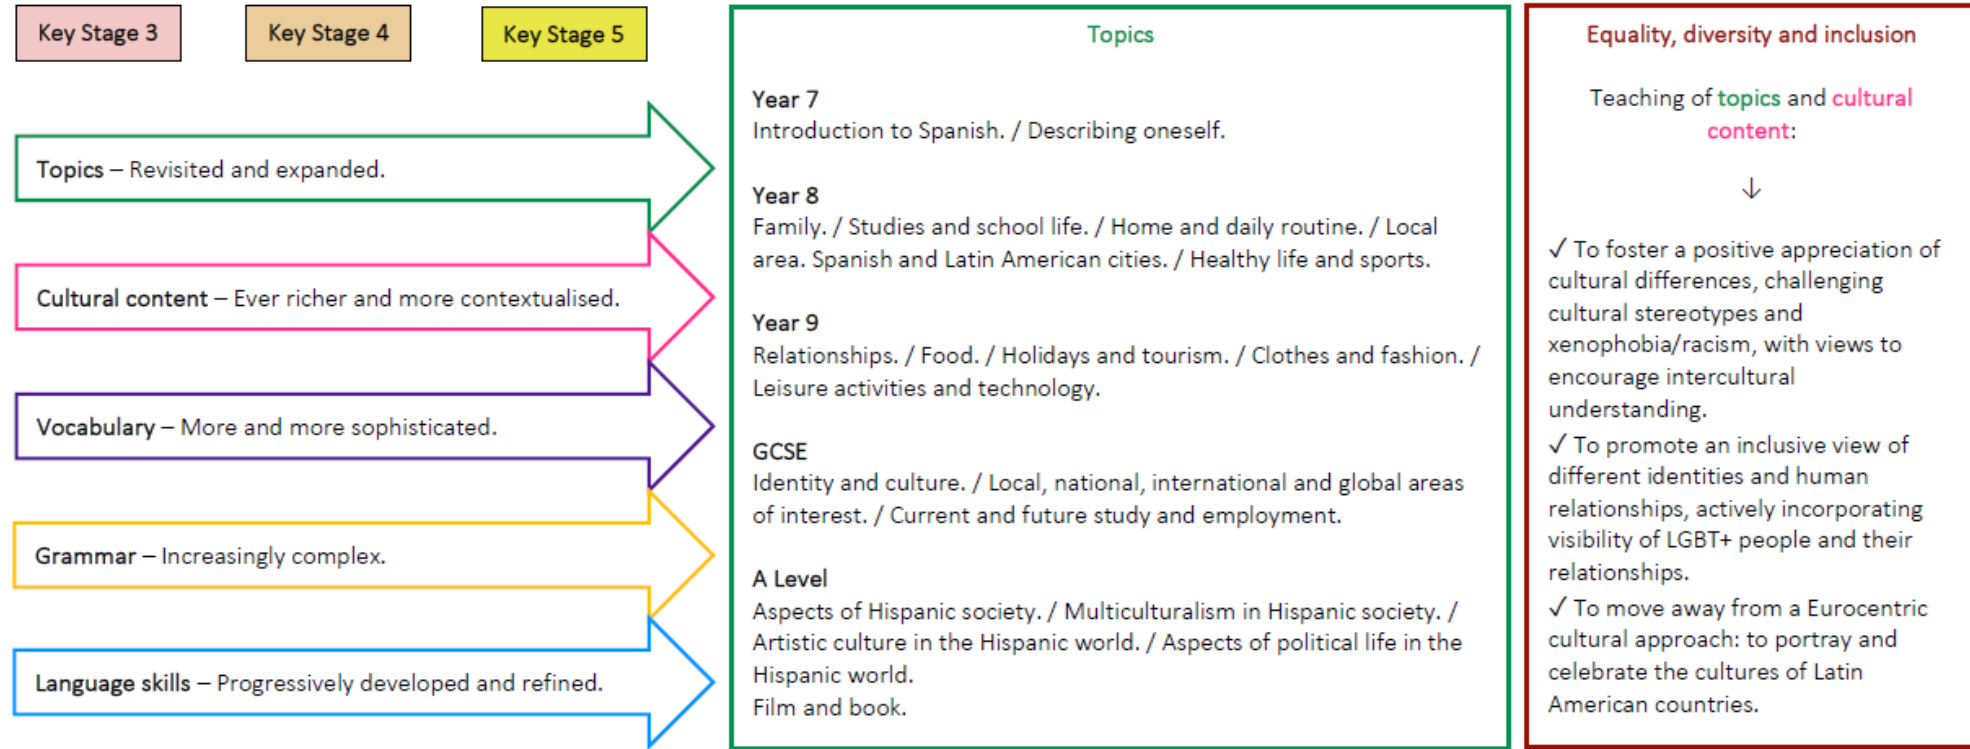 Key Stage 3
Key Stage 4
Key Stage 5
Topics – Revisited and expanded.
Cultural content – Ever richer and more contextualised.
Vocabulary – More and more sophisticated.
Grammar – Increasingly complex.
Language skills – Progressively developed and refined.
Topics
Year 7
Introduction to Spanish. / Describing oneself.
Year 8
Family. / Studies and school life. / Home and daily routine. / Local
area. Spanish and Latin American cities. / Healthy life and sports.
Year 9
Relationships. / Food. / Holidays and tourism. / Clothes and fashion. /
Leisure activities and technology.
GCSE
Identity and culture. / Local, national, international and global areas
of interest. / Current and future study and employment.
A Level
Aspects of Hispanic society. / Multiculturalism in Hispanic society. /
Artistic culture in the Hispanic world. / Aspects of political life in the
Hispanic world.
Film and book.
Equality, diversity and inclusion
Teaching of topics and cultural
content:
↓
✓ To foster a positive appreciation of
cultural differences, challenging
cultural stereotypes and
xenophobia/racism, with views to
encourage intercultural
understanding.
✓ To promote an inclusive view of
different identities and human
relationships, actively incorporating
visibility of LGBT+ people and their
relationships.
✓ To move away from a Eurocentric
cultural approach: to portray and
celebrate the cultures of Latin
American countries.